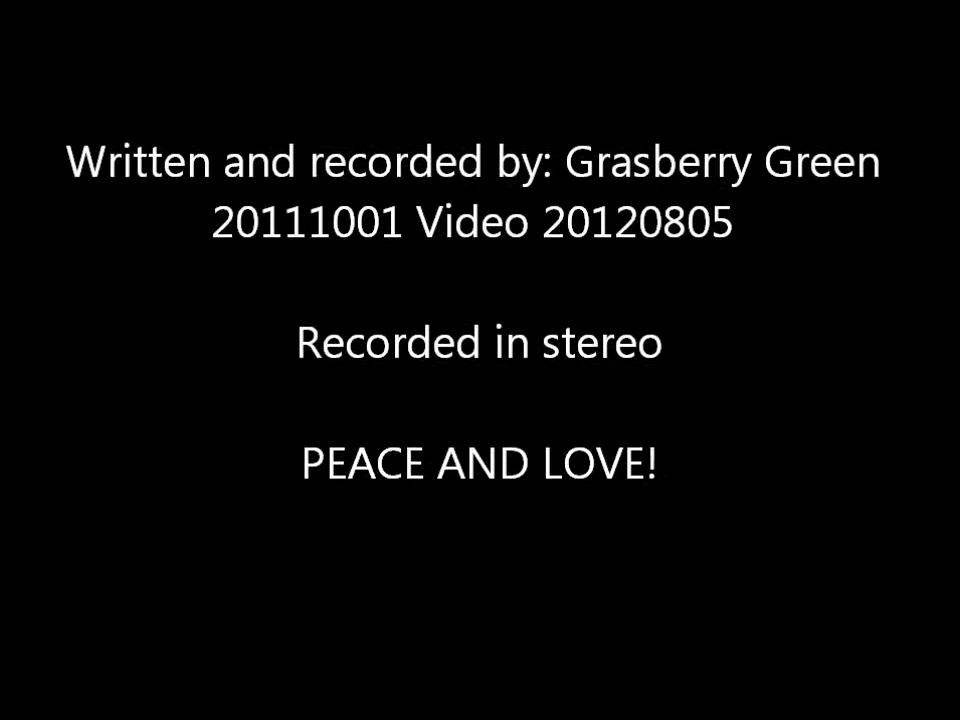 Written and recorded by: Grasberry Green
20111001 Video 20120805
Recorded in stereo
PEACE AND LOVE!